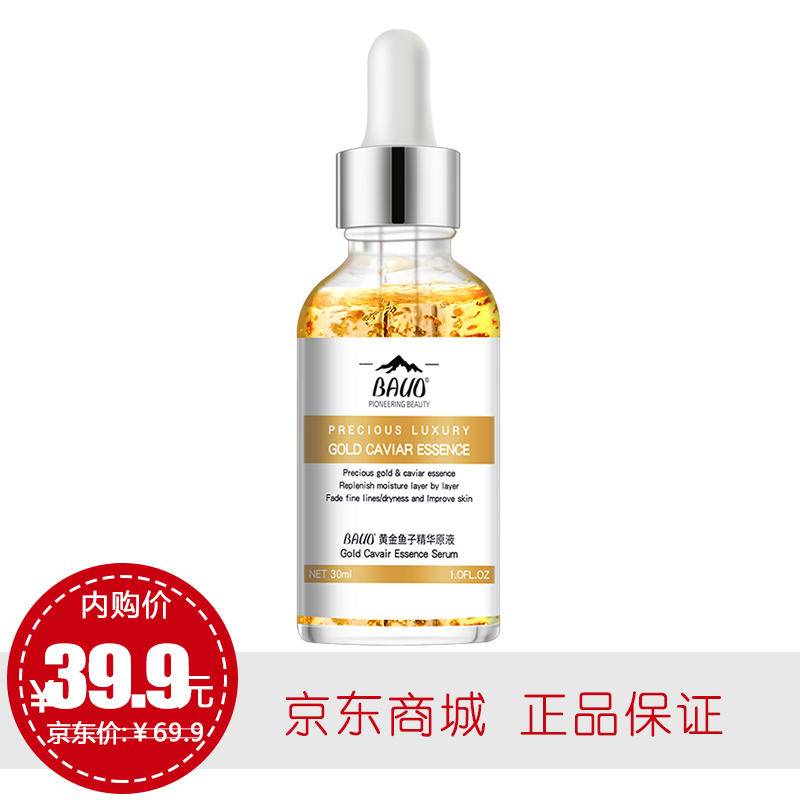 BAUO®
PIONEERING BEAUTY
PRECIOUS LUXURY
GOLD CAVIAR ESSENCE
Precious gold & caviar essence
Replenish moisture layer by layer
Fade fine lines/dryness and Improve skin
BAUO® 黄金鱼子精华原液
Gold Cavair Essence Serum
NET 30ml 1.0FL.OZ
内购价
¥39.9元
京东价:¥69.9
京东商城 正品保证